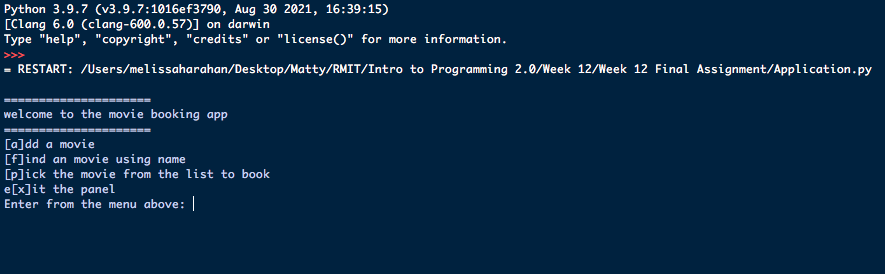 Python 3.9.7 (v3.9.7:1016ef3790, Aug 30 2021, 16:39:15)
[Clang 6.0 (clang-600.0.57)] on darwin
Type "help", "copyright", "credits" or "license()" for more information.
>>>
= RESTART: /Users/melissaharahan/Desktop/Matty/RMIT/Intro to Programming 2.0/Week 12/Week 12 Final Assignment/Application.py
=====================
welcome to the movie booking app
=====================
[a]dd a movie
[f]ind an movie using name
[p]ick the movie from the list to book
e[x]it the panel
Enter from the menu above: